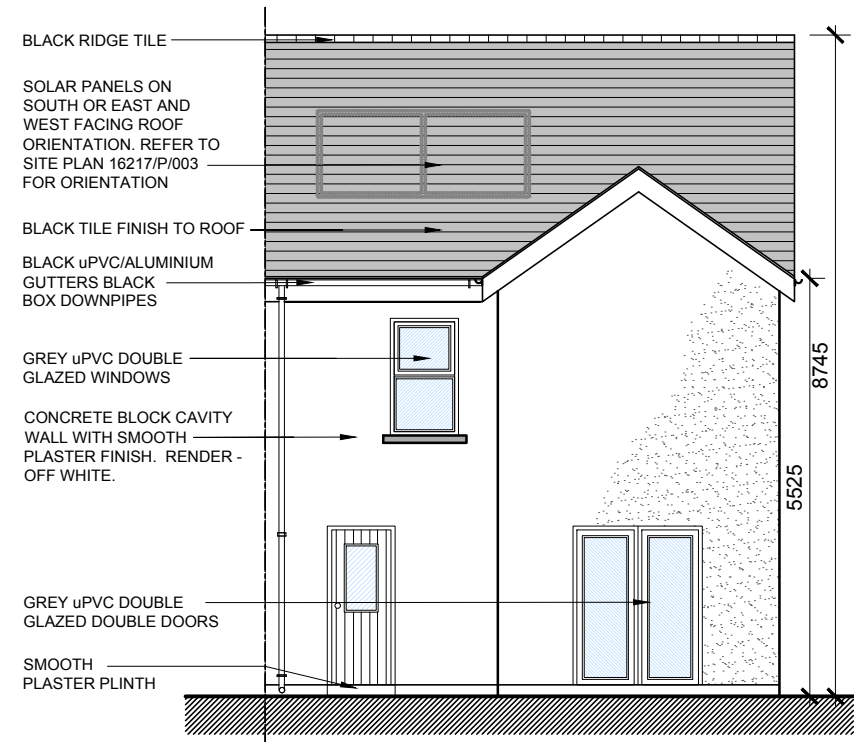 BLACK RIDGE TILE
SOLAR PANELS ON
SOUTH OR EAST AND
WEST FACING ROOF
ORIENTATION. REFER TO
SITE PLAN 16217/P/003
FOR ORIENTATION
BLACK TILE FINISH TO ROOF
BLACK uPVC/ALUMINIUM
GUTTERS BLACK
BOX DOWNPIPES
GREY uPVC DOUBLE
GLAZED WINDOWS
CONCRETE BLOCK CAVITY
WALL WITH SMOOTH
PLASTER FINISH. RENDER -
OFF WHITE.
GREY uPVC DOUBLE
GLAZED DOUBLE DOORS
SMOOTH
PLASTER PLINTH
5525
8745